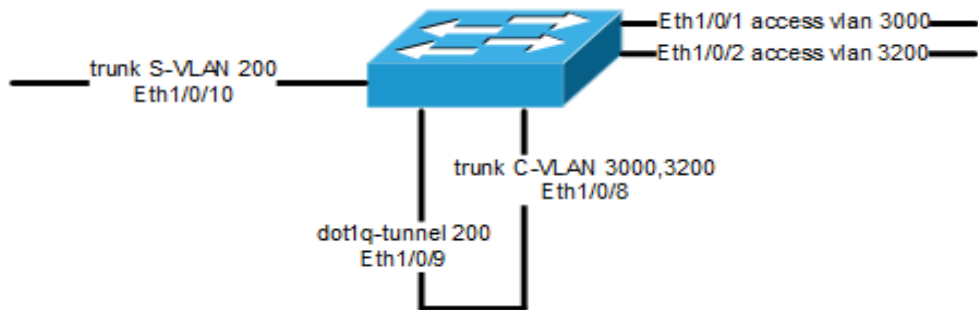 Eth1/0/1 access vlan 3000
Eth1/0/2 access vlan 3200
trunk S-VLAN 200
Eth1/0/10
trunk C-VLAN 3000,3200
Eth1/0/8
dot1q-tunnel 200
Eth1/0/9